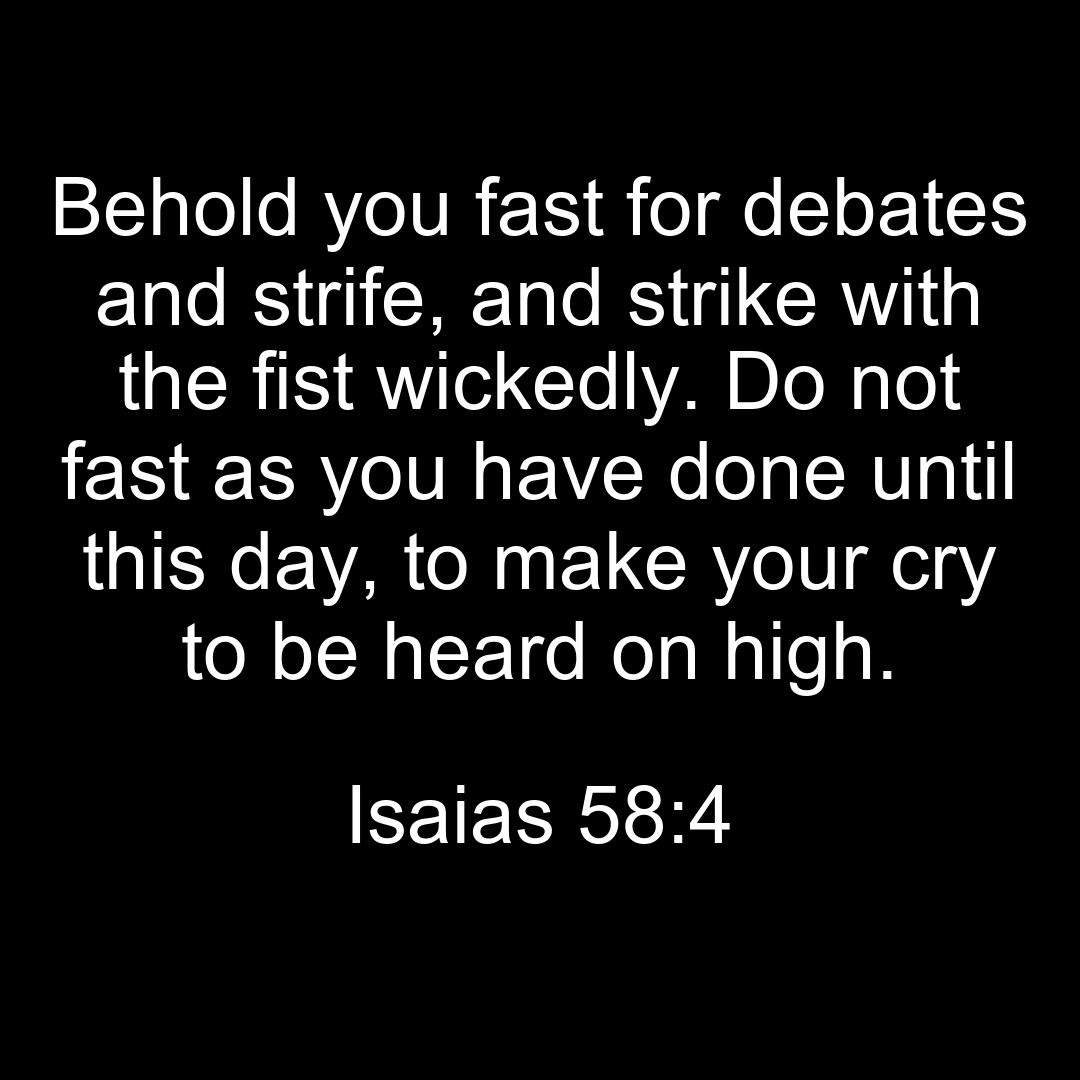 Behold you fast for debates
and strife, and strike with
the fist wickedly. Do not
fast as you have done until
this day, to make your cry
to be heard on high.
Isaias 58:4